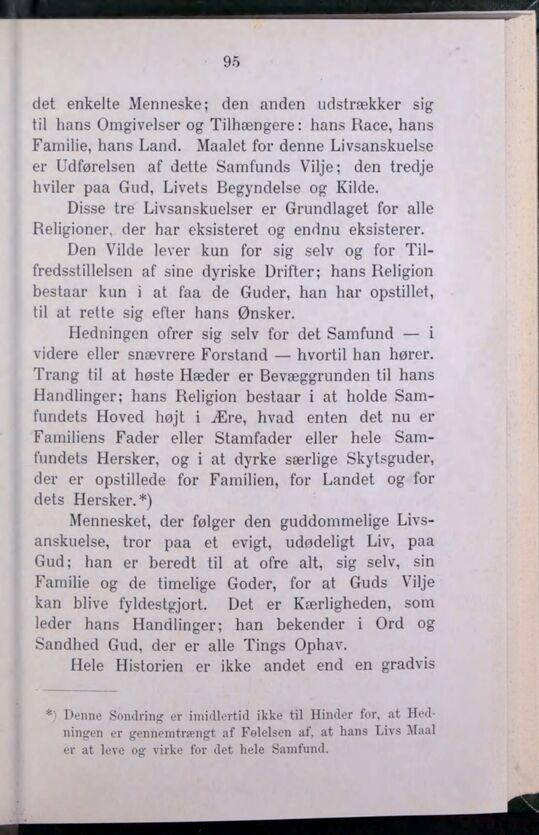 95
det enkelte Menneske; den anden udstrækker sig
til hans Omgivelser og Tilhængere: hans Race, hans
Familie, hans Land. Maalet for denne Livsanskuelse
er Udførelsen af dette Samfunds Vilje; den tredje
hviler paa Gud, Livets Begyndelse og Kilde.
Disse tre Livsanskuelser er Grundlaget for alle
Religioner, der har eksisteret og endnu eksisterer.
Den Vilde lever kun for sig selv og for Til-
fredsstillelsen af sine dyriske Drifter; hans Religion
bestaar kun i at faa de Guder, han har opstillet,
til at rette sig efter hans Ønsker.
Hedningen ofrer sig selv for det Samfund — i
videre eller snævrere Forstand — hvortil han hører.
Trang til at høste Hæder er Bevæggrunden til hans
Handlinger; hans Religion bestaar i at holde Sam-
fundets Hoved højt i Ære, hvad enten det nu er
Familiens Fader eller Stamfader eller hele Sam-
fundets Hersker, og i at dyrke særlige Skytsguder,
der er opstillede for Familien, for Landet og for
dets Hersker.*)
Mennesket, der følger den guddommelige Livs-
anskuelse, tror paa et evigt, udødeligt Liv, paa
Gud; han er beredt til at ofre alt, sig selv, sin
Familie og de timelige Goder, for at Guds Vilje
kan blive fyldestgjort. Det er Kærligheden, som
leder hans Handlinger; han bekender i Ord og
Sandhed Gud, der er alle Tings Ophav.
Hele Historien er ikke andet end en gradvis
*) Denne Sondring er imidlertid ikke til Hinder for, at Hed-
ningen er gennemtrængt af Følelsen af, at hans Livs Maal
er at leve og virke for det hele Samfund.